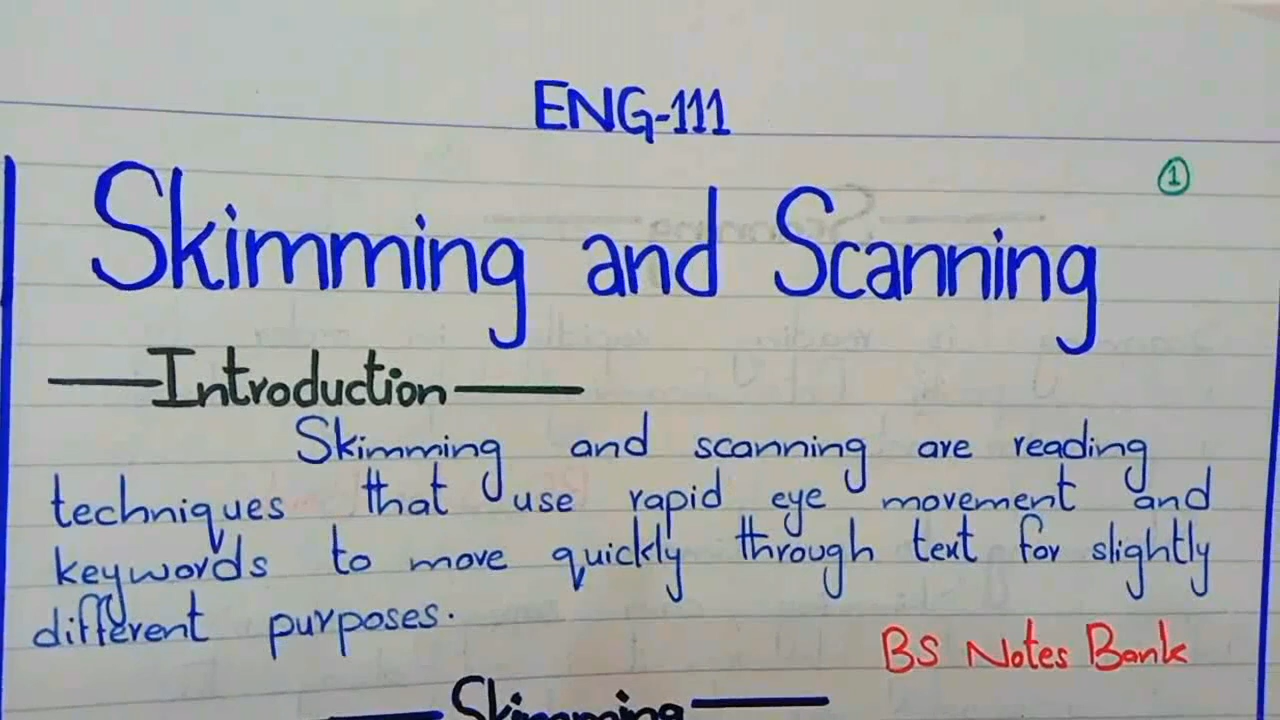 ENG-111
1
Skimming and Scanning
Introduction
Skimming and scanning are reading
techniques that use rapid eye movement and
keywords to move quickly through text for slightly
different purposes.
BS Notes Bank
Skimming